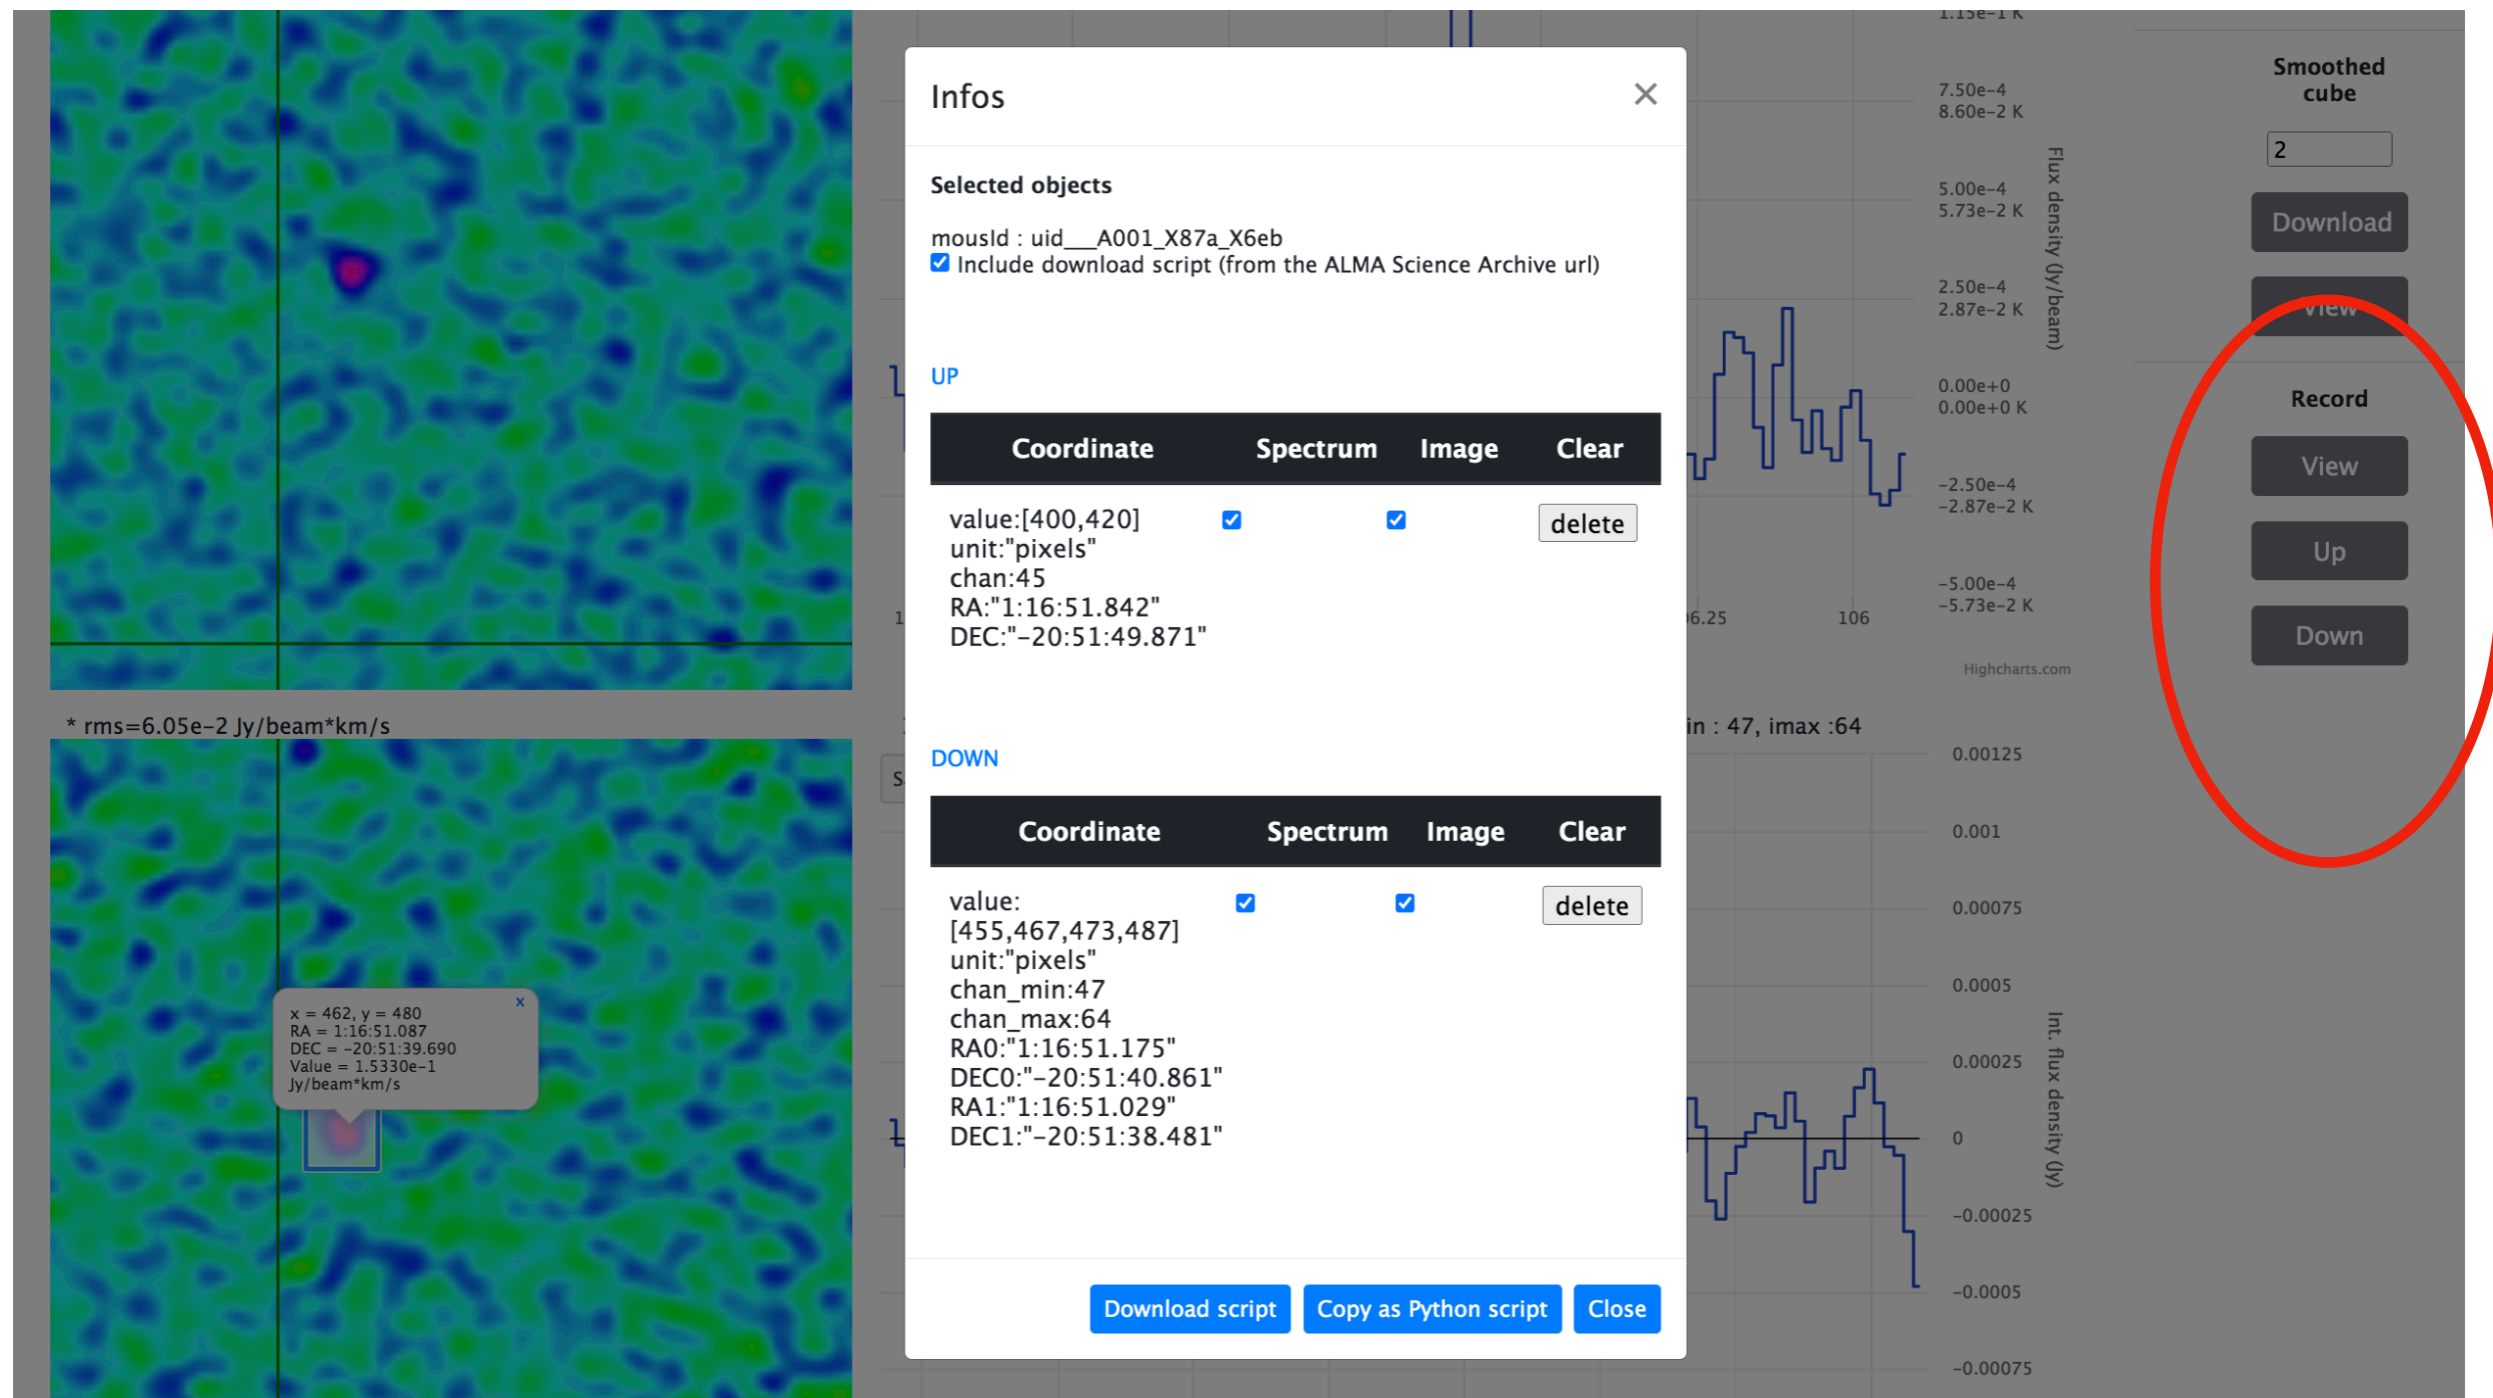 1.15e-1 K
Infos
×
Selected objects
mousId : uid___A001_X87a_X6eb
Include download script (from the ALMA Science Archive url)
UP
Coordinate Spectrum Image Clear
value:[400,420]
unit:"pixels"
chan:45
RA:"1:16:51.842"
DEC:"-20:51:49.871"
delete
DOWN
Coordinate Spectrum Image Clear
value:
[455,467,473,487]
unit:"pixels"
chan_min:47
chan_max:64
RA0:"1:16:51.175"
DEC0:"-20:51:40.861"
RA1:"1:16:51.029"
DEC1:"-20:51:38.481"
delete
Download script
Copy as Python script
Close
7.50e-4
8.60e-2 K
5.00e-4
5.73e-2 K
2.50e-4
2.87e-2 K
0.00e+0
0.00e+0 K
-2.50e-4
-2.87e-2 K
-5.00e-4
-5.73e-2 K
Flux density (Jy/beam)
106
Highcharts.com
Smoothed
cube
2
Download
View
Record
View
Up
Down
* rms=6.05e-2 Jy/beam*km/s
: 47, imax :64
x = 462, y = 480
x
RA = 1:16:51.087
DEC = -20:51:39.690
Value = 1.5330e-1
Jy/beam*km/s
0.00125
0.001
0.00075
0.0005
0.00025
0
-0.00025
-0.0005
-0.00075
Int. flux density (Jy)